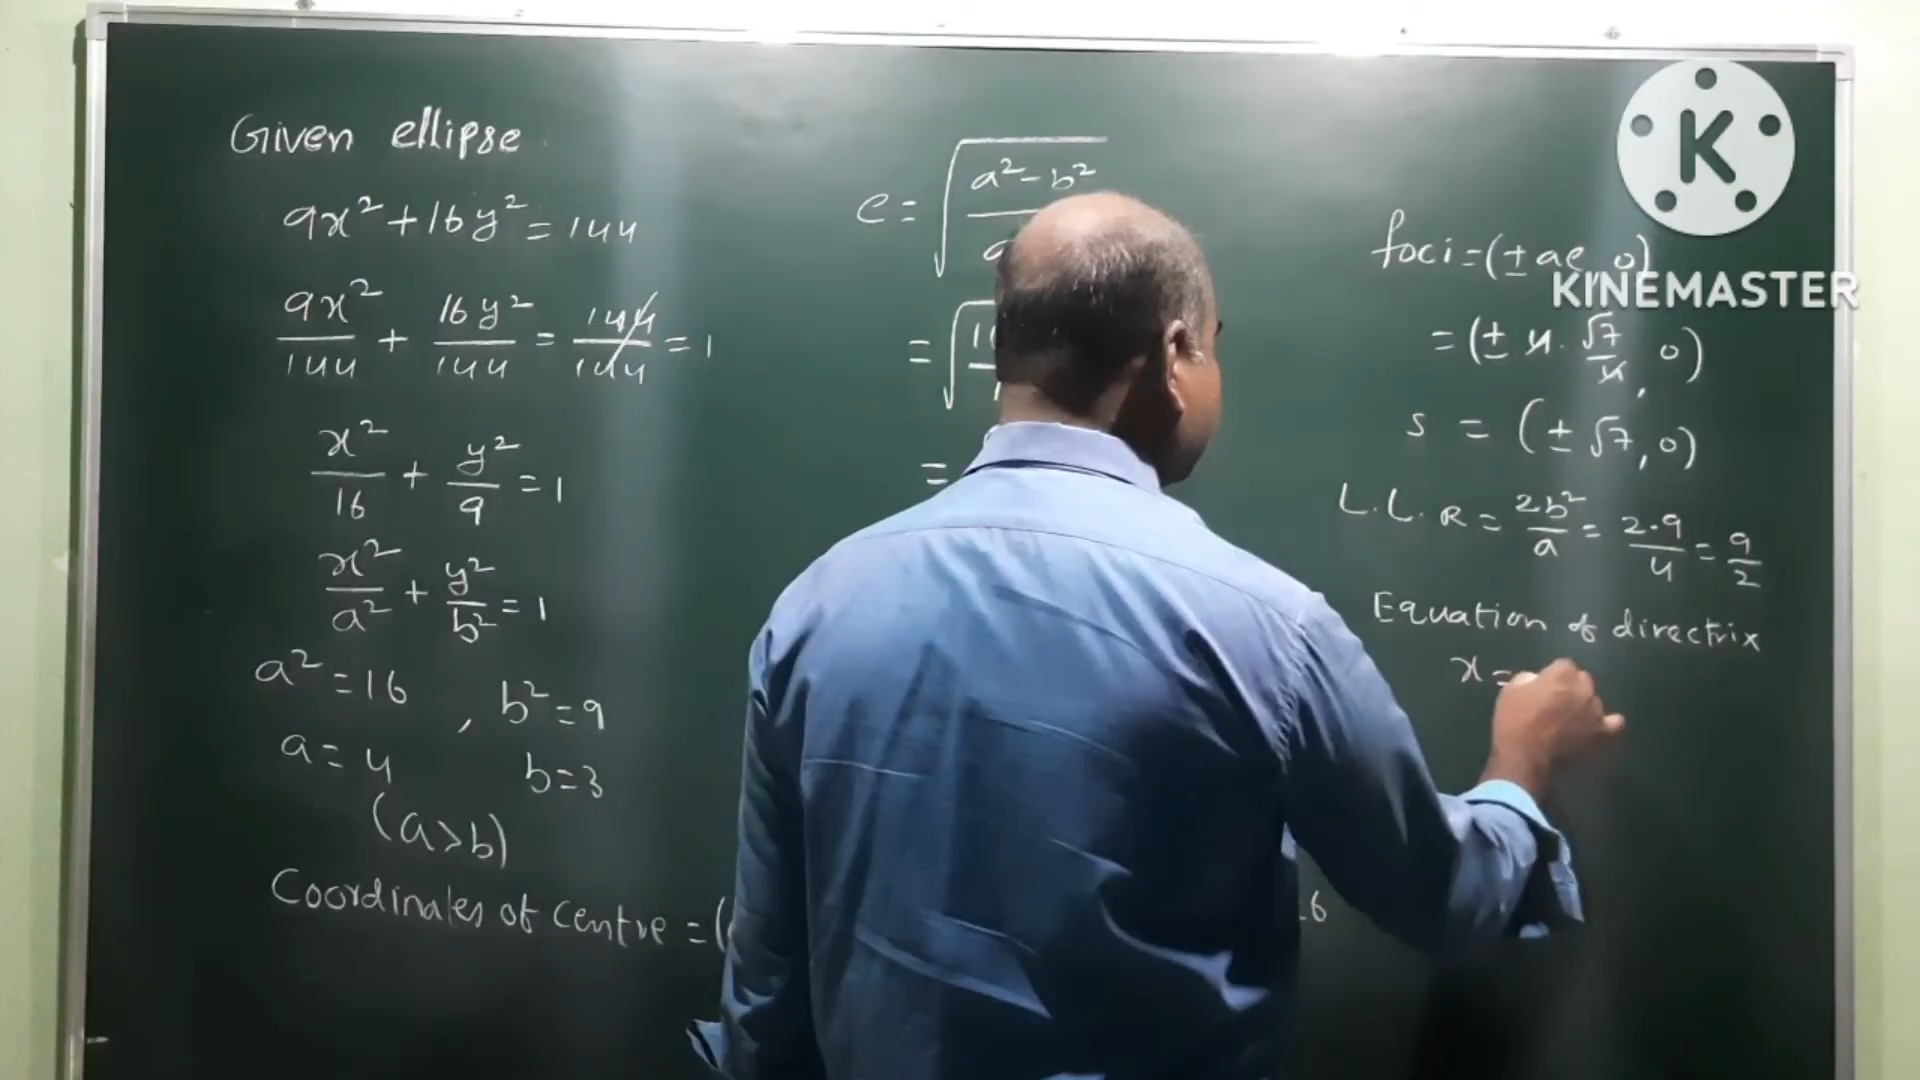 Given ellipse
9x² + 16y² = 144
9x²/144 + 16y²/144 = 144/144 = 1
x²/16 + y²/9 = 1
x²/a² + y²/b² = 1
a² = 16 , b² = 9
a = 4 b = 3
(a>b)
Coordinates of centre = (
e = √(a² - b²
= √
=
foci = (± ae, 0)
= (± 4 · √7/4, 0)
S = (± √7, 0)
L.L.R = 2b²/a = 2·9/4 = 9/2
Equation of directrix
x =
K
KINEMASTER